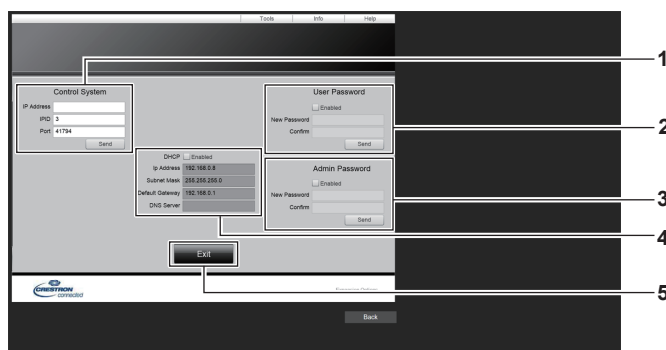 Tools Info Help
1
Control System
IP Address
IPID 3
Port 41794
Send
User Password
Enabled
New Password
Confirm
Send
2
DHCP Enabled
Ip Address 192.168.0.8
Subnet Mask 255.255.255.0
Default Gateway 192.168.0.1
DNS Server
Admin Password
Enabled
New Password
Confirm
Send
3
4
Exit
CRESTRON
connected
Options
5
Back